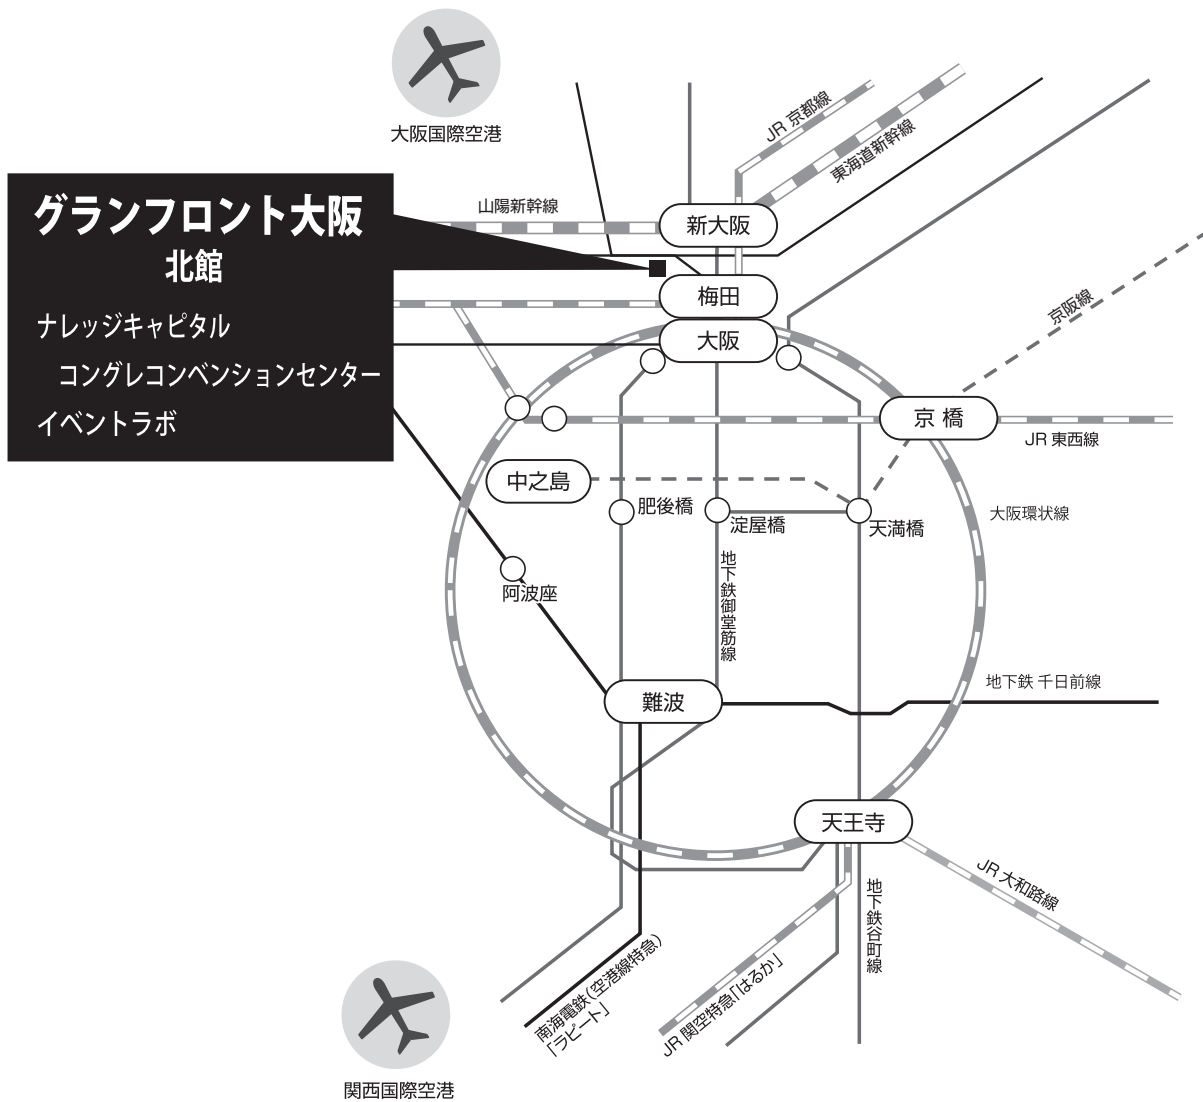 大阪国際空港
JR 京都線
東海道新幹線
グランフロント大阪
北館
ナレッジキャピタル
コングレコンベンションセンター
イベントラボ
山陽新幹線
新大阪
梅田
大阪
京阪線
京 橋
JR 東西線
中之島
肥後橋
淀屋橋
天満橋
大阪環状線
阿波座
地下鉄御堂筋線
地下鉄 千日前線
難波
天王寺
JR 大和路線
地下鉄谷町線
南海電鉄(空港線特急)
「ラピート」
JR 関空特急「はるか」
関西国際空港